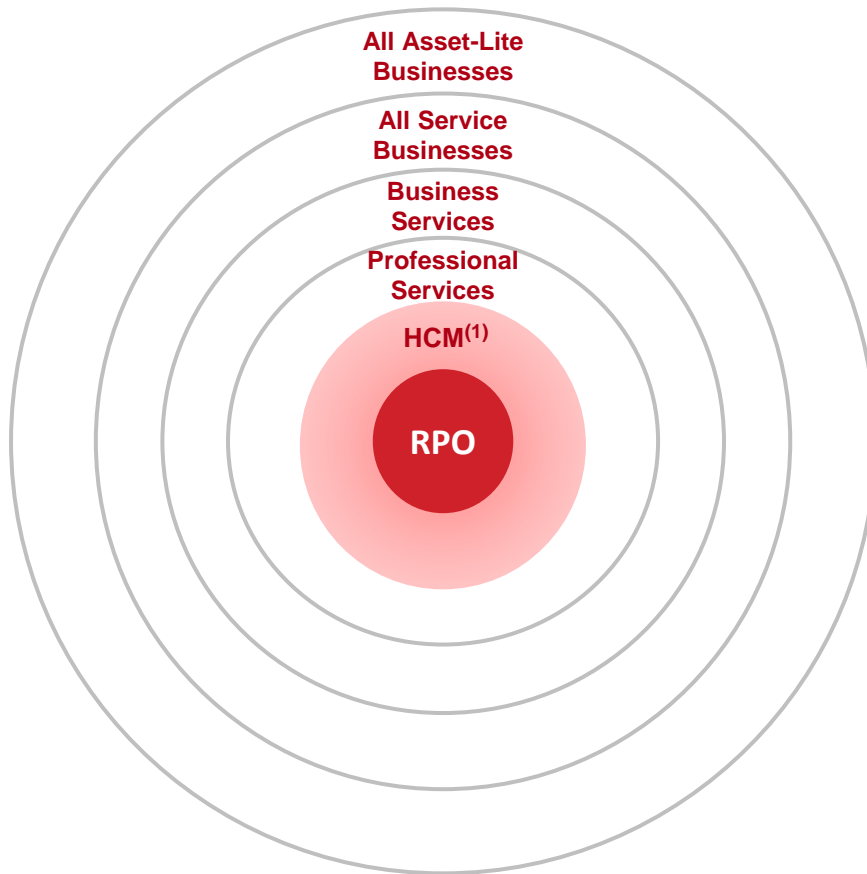 All Asset-Lite
Businesses
All Service
Businesses
Business
Services
Professional
Services
HCM(1)
RPO